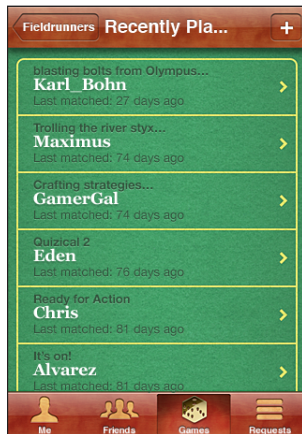 Fieldrunners
Recently Pla...
+
blasting bolts from Olympus...
Karl_Bohn
Last matched: 27 days ago
Trolling the river styx...
Maximus
Last matched: 74 days ago
Crafting strategies...
GamerGal
Last matched: 74 days ago
Quizical 2
Eden
Last matched: 76 days ago
Ready for Action
Chris
Last matched: 81 days ago
It's on!
Alvarez
Last matched: 81 days ago
Me
Friends
Games
Requests